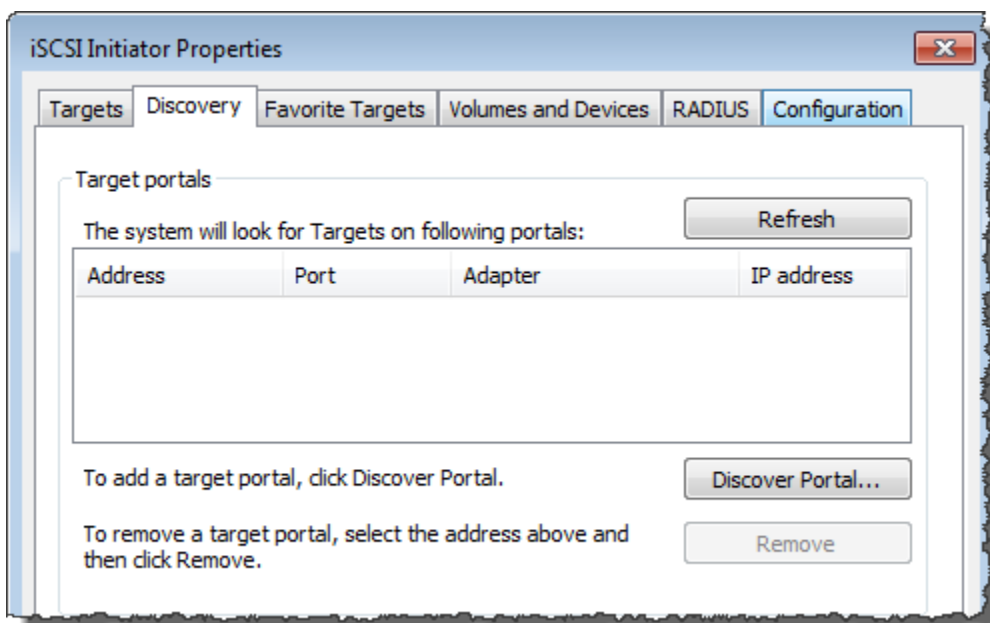 iSCSI Initiator Properties
Targets Discovery Favorite Targets Volumes and Devices RADIUS Configuration
Target portals
The system will look for Targets on following portals:
Refresh
Address Port Adapter IP address
To add a target portal, click Discover Portal.
Discover Portal...
To remove a target portal, select the address above and
then click Remove.
Remove